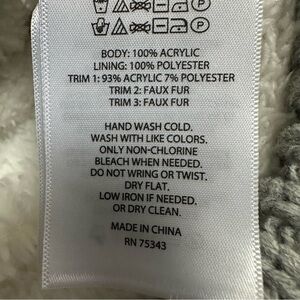 BODY: 100% ACRYLIC
LINING: 100% POLYESTER
TRIM 1: 93% ACRYLIC 7% POLYESTER
TRIM 2: FAUX FUR
TRIM 3: FAUX FUR
HAND WASH COLD.
WASH WITH LIKE COLORS.
ONLY NON-CHLORINE
BLEACH WHEN NEEDED.
DO NOT WRING OR TWIST.
DRY FLAT.
LOW IRON IF NEEDED.
OR DRY CLEAN.
MADE IN CHINA
RN 75343